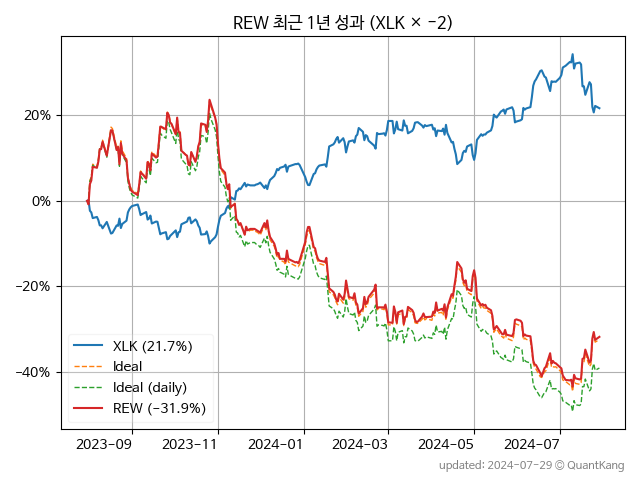 REW 최근 1년 성과 (XLK × −2)
20%
0%
−20%
−40%
XLK (21.7%)
Ideal
Ideal (daily)
REW (−31.9%)
2023−09
2023−11
2024−01
2024−03
2024−05
2024−07
updated: 2024−07−29 ⓒ QuantKang